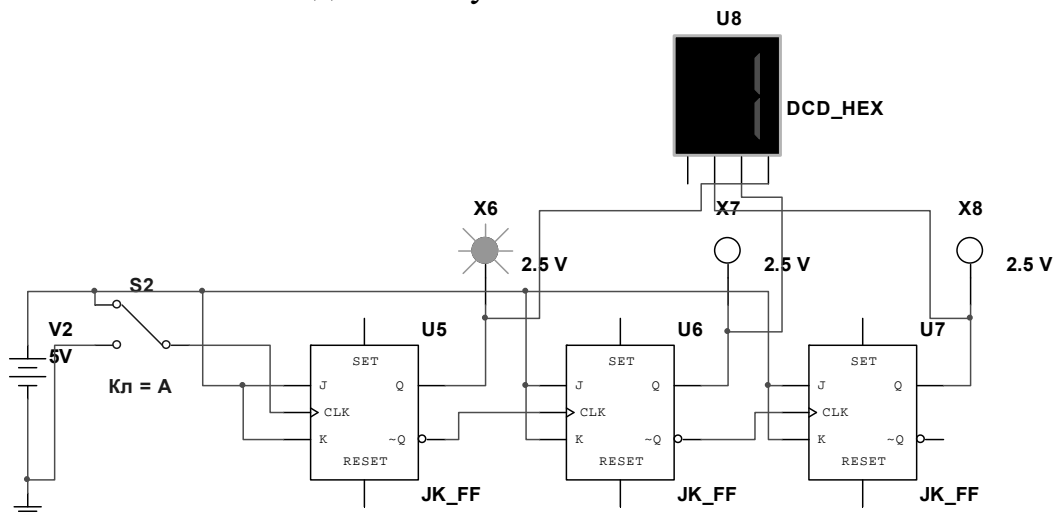 U8
DCD_HEX
X6
X7
X8
2.5 V
2.5 V
2.5 V
S2
V2
5V
Кл = А
U5
U6
U7
SET
J
Q
CLK
K
~Q
RESET
JK_FF
SET
J
Q
CLK
K
~Q
RESET
JK_FF
SET
J
Q
CLK
K
~Q
RESET
JK_FF